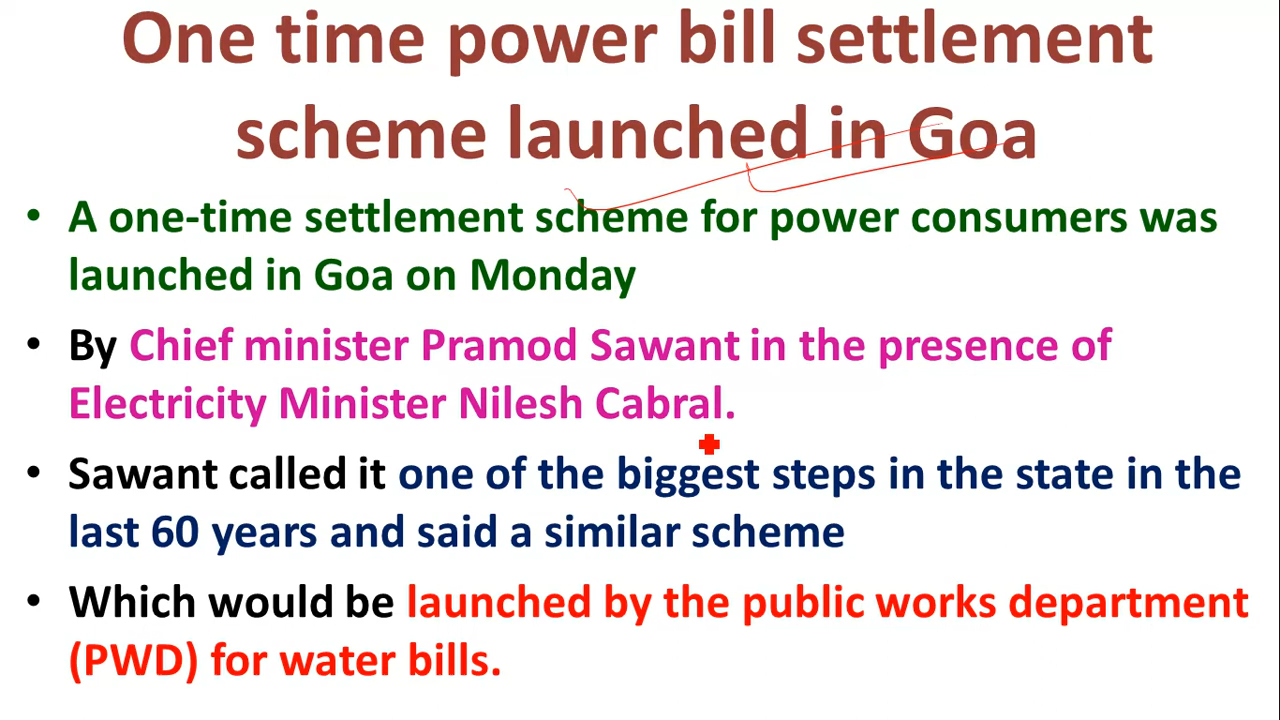 One time power bill settlement
scheme launched in Goa
• A one-time settlement scheme for power consumers was
launched in Goa on Monday
• By Chief minister Pramod Sawant in the presence of
Electricity Minister Nilesh Cabral.
• Sawant called it one of the biggest steps in the state in the
last 60 years and said a similar scheme
• Which would be launched by the public works department
(PWD) for water bills.